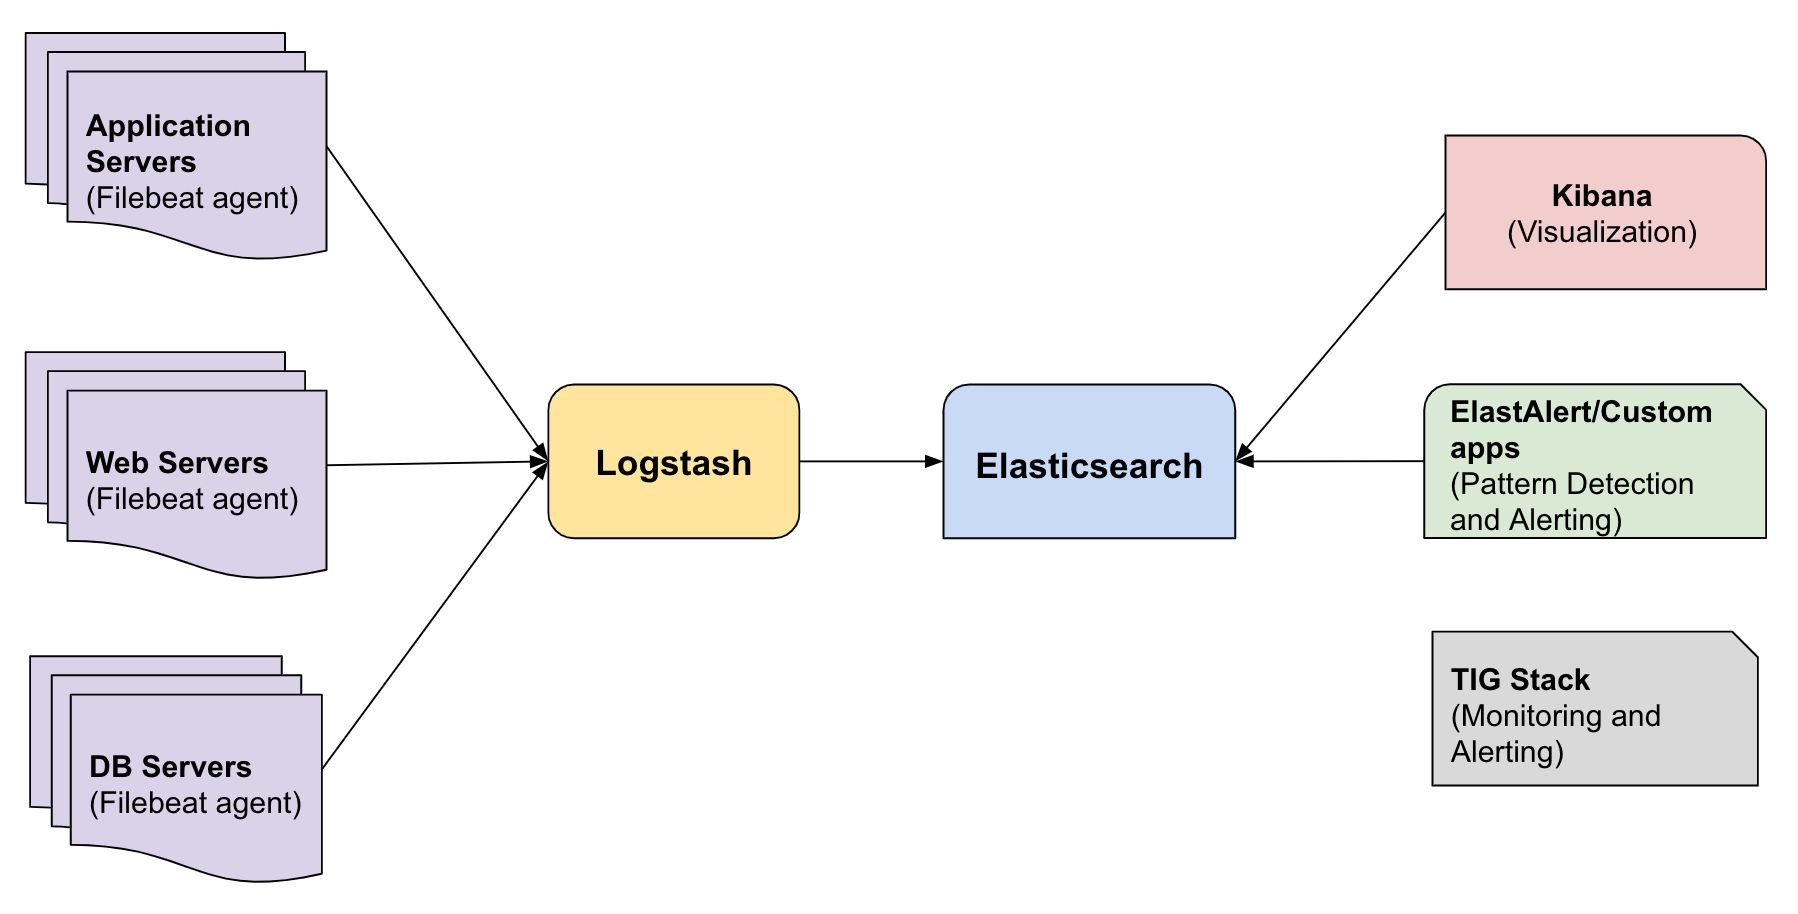 Application
Servers
(Filebeat agent)
Web Servers
(Filebeat agent)
DB Servers
(Filebeat agent)
Logstash
Elasticsearch
Kibana
(Visualization)
ElastAlert/Custom
apps
(Pattern Detection
and Alerting)
TIG Stack
(Monitoring and
Alerting)